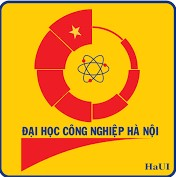 ĐẠI HỌC CÔNG NGHIỆP HÀ NỘI
HaUI